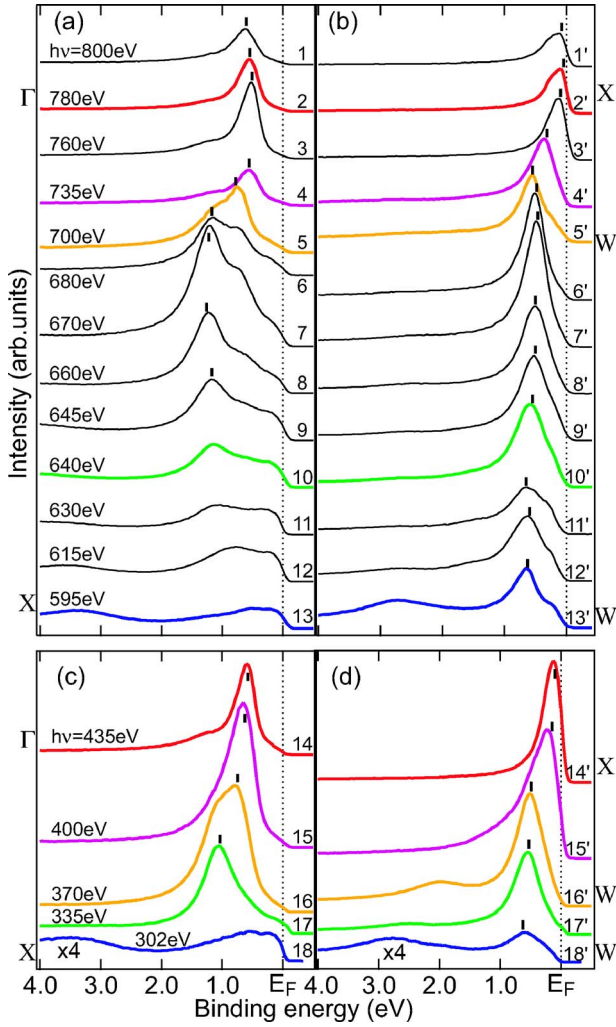 (a)
(b)
hν=800eV
1
1'
Γ
780eV
2
2'
X
760eV
3
3'
735eV
4
4'
700eV
5
5'
W
680eV
6
6'
670eV
7
7'
660eV
8
8'
645eV
9
9'
640eV
10
10'
630eV
11
11'
615eV
12
12'
X
595eV
13
13'
W
Intensity (arb.units)
(c)
(d)
Γ
hν=435eV
14
14'
X
400eV
15
15'
370eV
16
16'
W
335eV
17
17'
X
x4
302eV
18
x4
18'
W
4.0 3.0 2.0 1.0 EF 4.0 3.0 2.0 1.0 EF
Binding energy (eV)